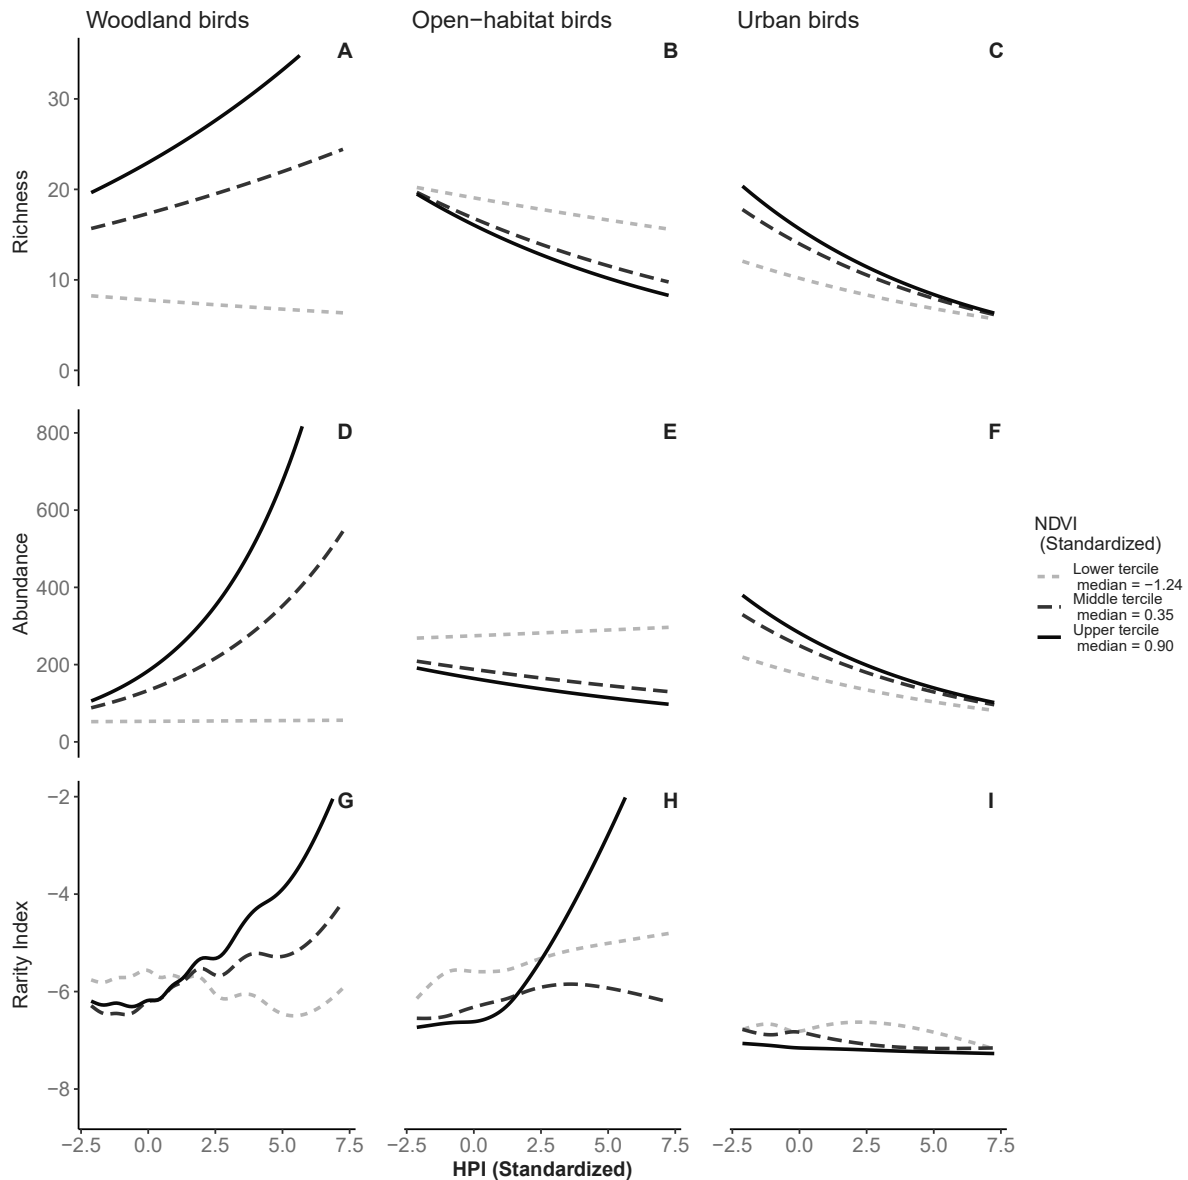 Woodland birds
Open−habitat birds
Urban birds
A
B
C
30
20
10
0
Richness
D
E
F
800
600
400
200
0
Abundance
NDVI
(Standardized)
Lower tercile
median = −1.24
Middle tercile
median = 0.35
Upper tercile
median = 0.90
G
H
I
−2
−4
−6
−8
Rarity Index
−2.5 0.0 2.5 5.0 7.5 −2.5 0.0 2.5 5.0 7.5 −2.5 0.0 2.5 5.0 7.5
HPI (Standardized)